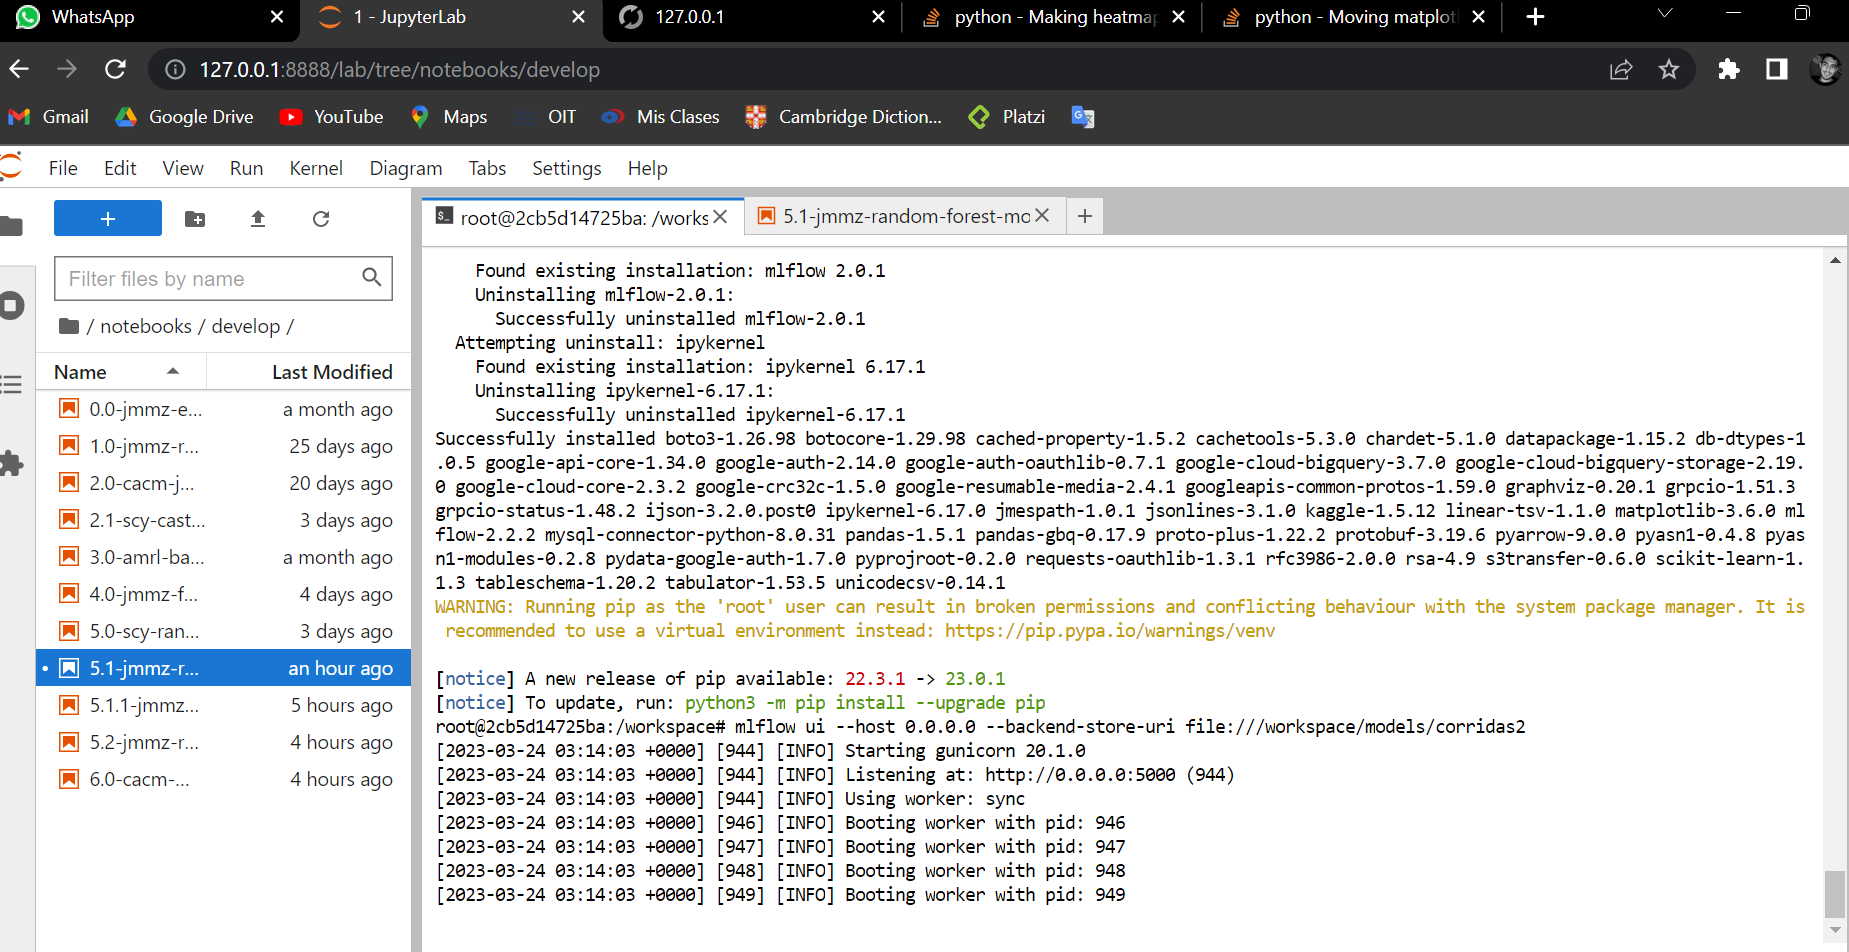 WhatsApp
1 - JupyterLab
127.0.0.1
python - Making heatmap
python - Moving matplot
127.0.0.1:8888/lab/tree/notebooks/develop
Gmail Google Drive YouTube Maps OIT Mis Clases Cambridge Diction... Platzi
File Edit View Run Kernel Diagram Tabs Settings Help
Filter files by name
/ notebooks / develop /
Name Last Modified
0.0-jmmz-e... a month ago
1.0-jmmz-r... 25 days ago
2.0-cacm-j... 20 days ago
2.1-scy-cast... 3 days ago
3.0-amrl-ba... a month ago
4.0-jmmz-f... 4 days ago
5.0-scy-ran... 3 days ago
5.1-jmmz-r... an hour ago
5.1.1-jmmz... 5 hours ago
5.2-jmmz-r... 4 hours ago
6.0-cacm-... 4 hours ago
root@2cb5d14725ba: /works
5.1-jmmz-random-forest-mo
Found existing installation: mlflow 2.0.1
Uninstalling mlflow-2.0.1:
Successfully uninstalled mlflow-2.0.1
Attempting uninstall: ipykernel
Found existing installation: ipykernel 6.17.1
Uninstalling ipykernel-6.17.1:
Successfully uninstalled ipykernel-6.17.1
Successfully installed boto3-1.26.98 botocore-1.29.98 cached-property-1.5.2 cachetools-5.3.0 chardet-5.1.0 datapackage-1.15.2 db-dtypes-1
.0.5 google-api-core-1.34.0 google-auth-2.14.0 google-auth-oauthlib-0.7.1 google-cloud-bigquery-3.7.0 google-cloud-bigquery-storage-2.19.
0 google-cloud-core-2.3.2 google-crc32c-1.5.0 google-resumable-media-2.4.1 googleapis-common-protos-1.59.0 graphviz-0.20.1 grpcio-1.51.3
grpcio-status-1.48.2 ijson-3.2.0.post0 ipykernel-6.17.0 jmespath-1.0.1 jsonlines-3.1.0 kaggle-1.5.12 linear-tsv-1.1.0 matplotlib-3.6.0 ml
flow-2.2.2 mysql-connector-python-8.0.31 pandas-1.5.1 pandas-gbq-0.17.9 proto-plus-1.22.2 protobuf-3.19.6 pyarrow-9.0.0 pyasn1-0.4.8 pyas
n1-modules-0.2.8 pydata-google-auth-1.7.0 pyprojroot-0.2.0 requests-oauthlib-1.3.1 rfc3986-2.0.0 rsa-4.9 s3transfer-0.6.0 scikit-learn-1.
1.3 tableschema-1.20.2 tabulator-1.53.5 unicodecsv-0.14.1
WARNING: Running pip as the 'root' user can result in broken permissions and conflicting behaviour with the system package manager. It is
recommended to use a virtual environment instead: https://pip.pypa.io/warnings/venv
[notice] A new release of pip available: 22.3.1 -> 23.0.1
[notice] To update, run: python3 -m pip install --upgrade pip
root@2cb5d14725ba:/workspace# mlflow ui --host 0.0.0.0 --backend-store-uri file:///workspace/models/corridas2
[2023-03-24 03:14:03 +0000] [944] [INFO] Starting gunicorn 20.1.0
[2023-03-24 03:14:03 +0000] [944] [INFO] Listening at: http://0.0.0.0:5000 (944)
[2023-03-24 03:14:03 +0000] [944] [INFO] Using worker: sync
[2023-03-24 03:14:03 +0000] [946] [INFO] Booting worker with pid: 946
[2023-03-24 03:14:03 +0000] [947] [INFO] Booting worker with pid: 947
[2023-03-24 03:14:03 +0000] [948] [INFO] Booting worker with pid: 948
[2023-03-24 03:14:03 +0000] [949] [INFO] Booting worker with pid: 949